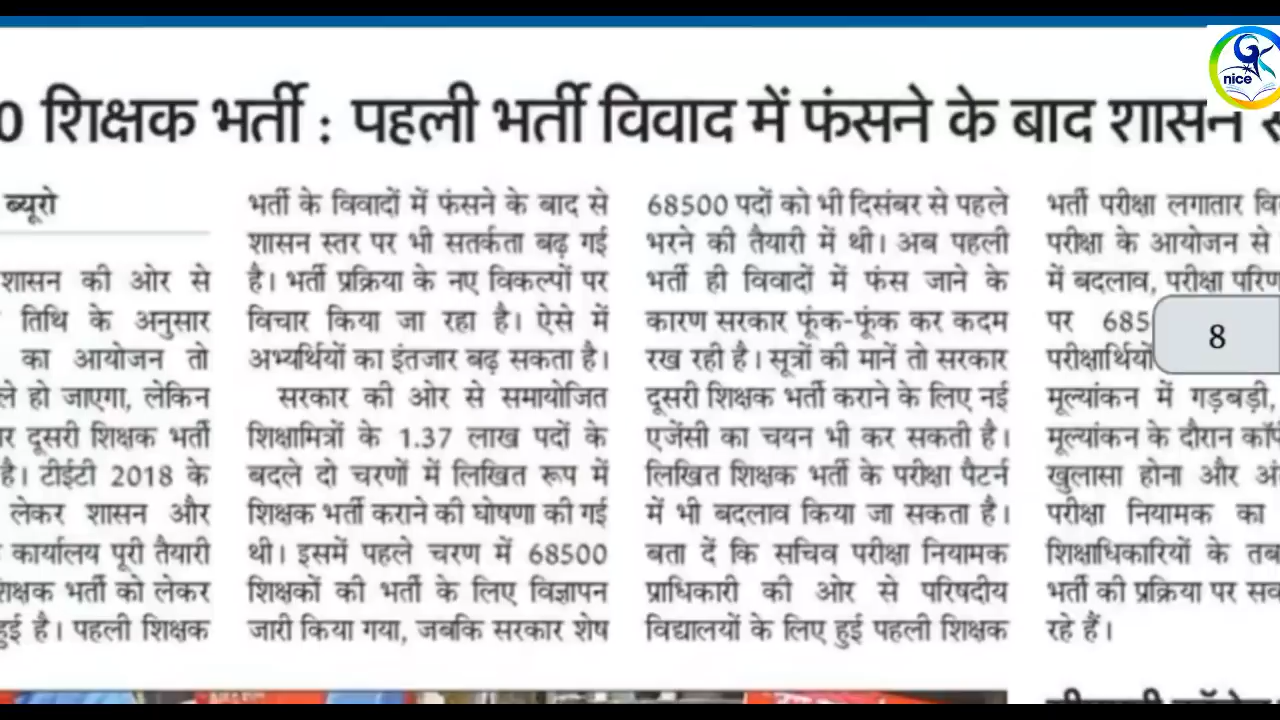 0 शिक्षक भर्ती : पहली भर्ती विवाद में फंसने के बाद शासन
ब्यूरो
शासन की ओर से
तिथि के अनुसार
का आयोजन तो
ले हो जाएगा, लेकिन
र दूसरी शिक्षक भर्ती
है। टीईटी 2018 के
लेकर शासन और
कार्यालय पूरी तैयारी
शिक्षक भर्ती को लेकर
हुई है। पहली शिक्षक
भर्ती के विवादों में फंसने के बाद से
शासन स्तर पर भी सतर्कता बढ़ गई
है। भर्ती प्रक्रिया के नए विकल्पों पर
विचार किया जा रहा है। ऐसे में
अभ्यर्थियों का इंतजार बढ़ सकता है।
सरकार की ओर से समायोजित
शिक्षामित्रों के 1.37 लाख पदों के
बदले दो चरणों में लिखित रूप में
शिक्षक भर्ती कराने की घोषणा की गई
थी। इसमें पहले चरण में 68500
शिक्षकों की भर्ती के लिए विज्ञापन
जारी किया गया, जबकि सरकार शेष
68500 पदों को भी दिसंबर से पहले
भरने की तैयारी में थी। अब पहली
भर्ती ही विवादों में फंस जाने के
कारण सरकार फूंक-फूंक कर कदम
रख रही है। सूत्रों की मानें तो सरकार
दूसरी शिक्षक भर्ती कराने के लिए नई
एजेंसी का चयन भी कर सकती है।
लिखित शिक्षक भर्ती के परीक्षा पैटर्न
में भी बदलाव किया जा सकता है।
बता दें कि सचिव परीक्षा नियामक
प्राधिकारी की ओर से परिषदीय
विद्यालयों के लिए हुई पहली शिक्षक
भर्ती परीक्षा लगातार वि
परीक्षा के आयोजन से
में बदलाव, परीक्षा परिण
पर 685
परीक्षार्थियों
मूल्यांकन में गड़बड़ी,
मूल्यांकन के दौरान कॉ
खुलासा होना और अं
परीक्षा नियामक का
शिक्षाधिकारियों के तब
भर्ती की प्रक्रिया पर सव
रहे हैं।
8
GK
nice